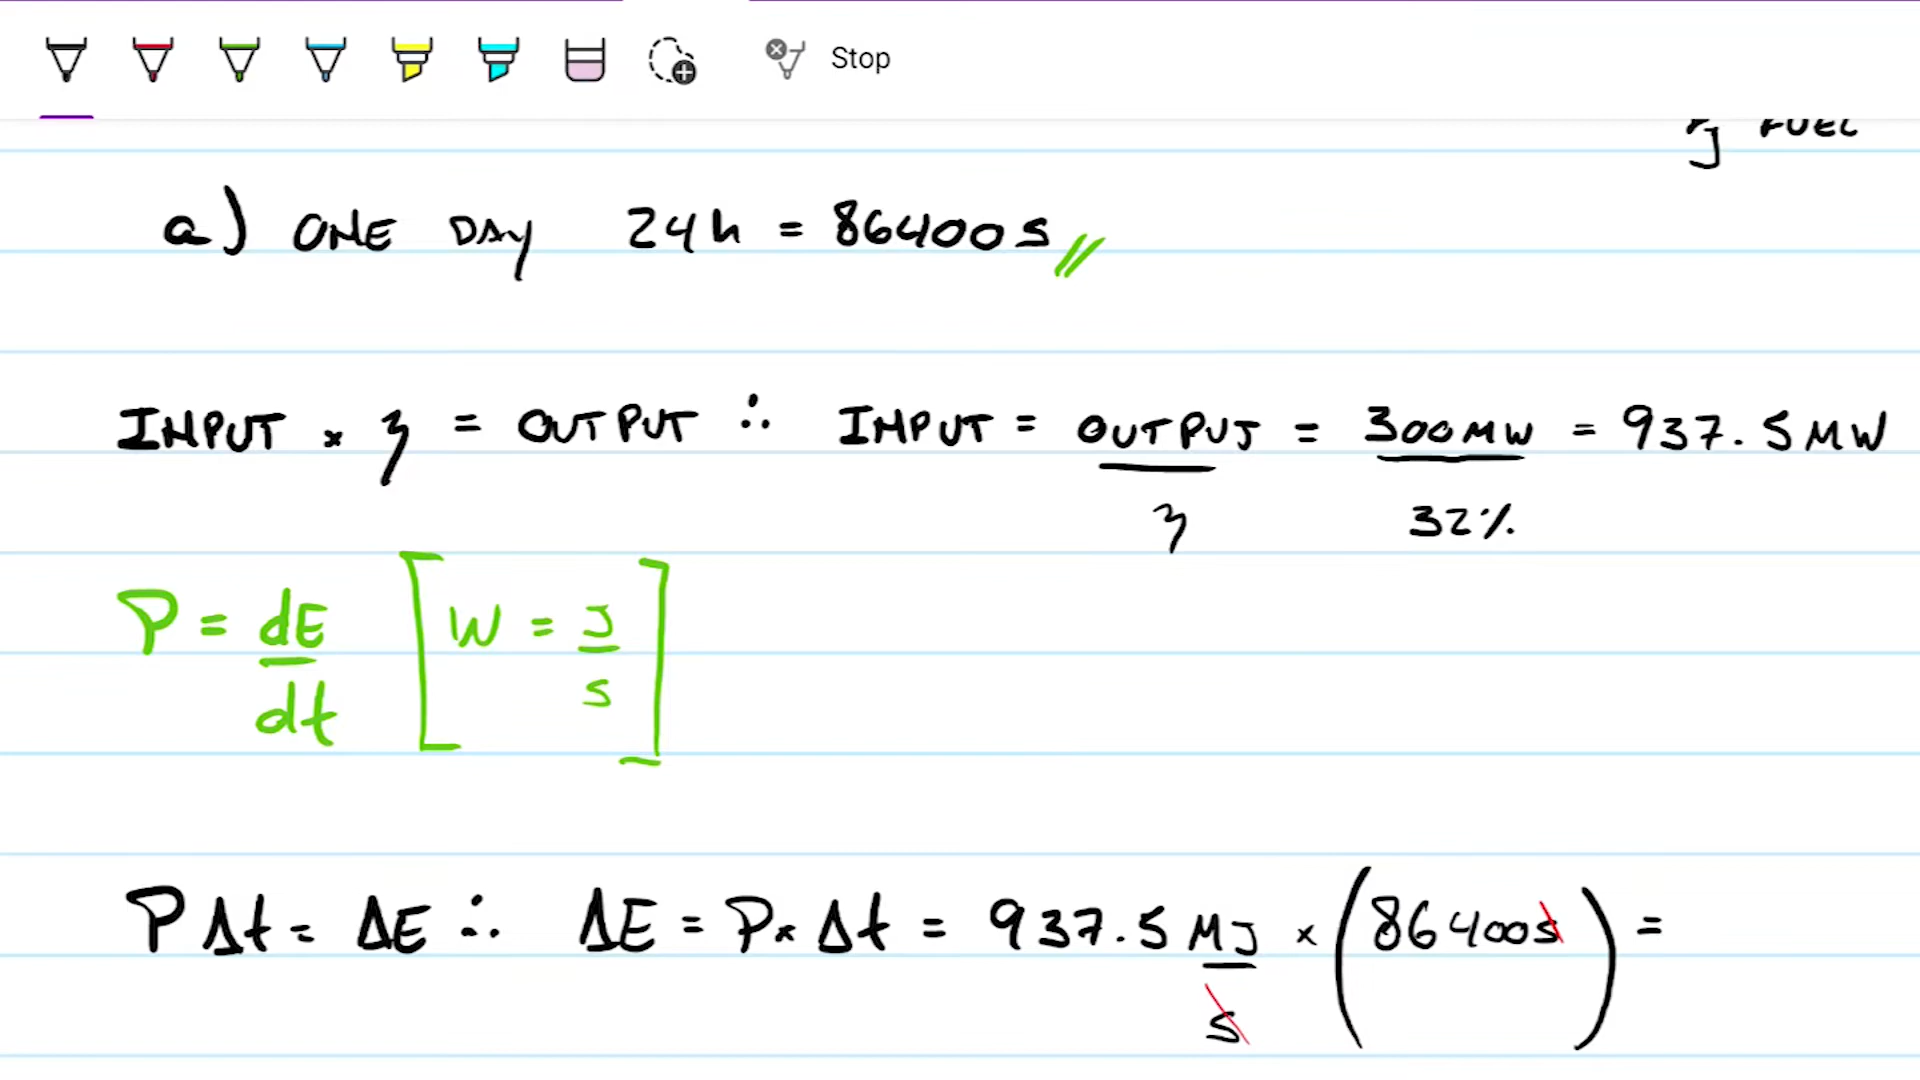 Stop
FUEL
a) ONE DAY 24h = 86400s
INPUT × η = OUTPUT ∴ INPUT = OUTPUT / η = 300MW / 32% = 937.5MW
P = dE / dt [W = J / s]
P Δt = ΔE ∴ ΔE = P × Δt = 937.5 MJ / s × (86400s) =